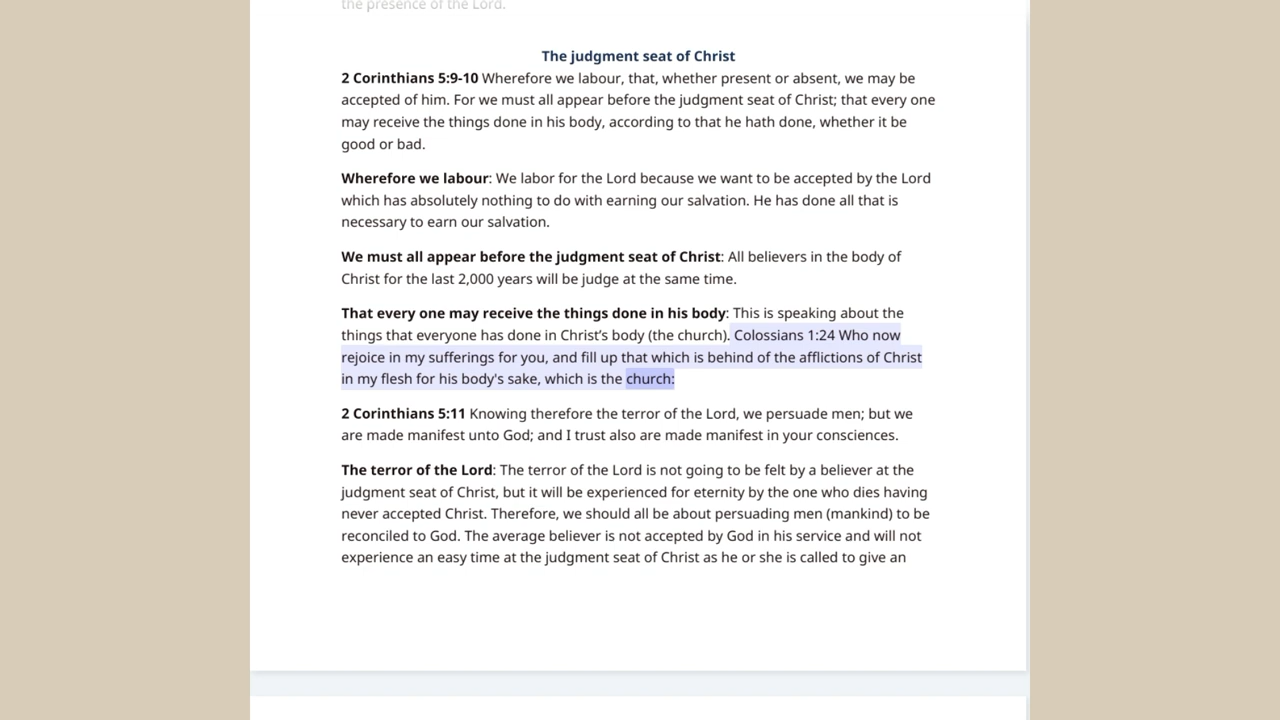 the presence of the Lord.
The judgment seat of Christ
2 Corinthians 5:9-10 Wherefore we labour, that, whether present or absent, we may be
accepted of him. For we must all appear before the judgment seat of Christ; that every one
may receive the things done in his body, according to that he hath done, whether it be
good or bad.
Wherefore we labour: We labor for the Lord because we want to be accepted by the Lord
which has absolutely nothing to do with earning our salvation. He has done all that is
necessary to earn our salvation.
We must all appear before the judgment seat of Christ: All believers in the body of
Christ for the last 2,000 years will be judge at the same time.
That every one may receive the things done in his body: This is speaking about the
things that everyone has done in Christ’s body (the church). Colossians 1:24 Who now
rejoice in my sufferings for you, and fill up that which is behind of the afflictions of Christ
in my flesh for his body's sake, which is the church:
2 Corinthians 5:11 Knowing therefore the terror of the Lord, we persuade men; but we
are made manifest unto God; and I trust also are made manifest in your consciences.
The terror of the Lord: The terror of the Lord is not going to be felt by a believer at the
judgment seat of Christ, but it will be experienced for eternity by the one who dies having
never accepted Christ. Therefore, we should all be about persuading men (mankind) to be
reconciled to God. The average believer is not accepted by God in his service and will not
experience an easy time at the judgment seat of Christ as he or she is called to give an